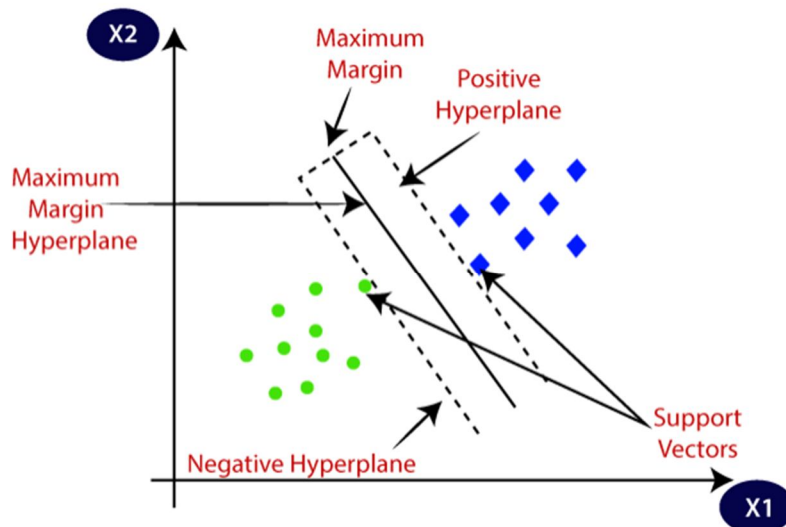 X2
Maximum
Margin
Positive
Hyperplane
Maximum
Margin
Hyperplane
Support
Vectors
Negative Hyperplane
X1